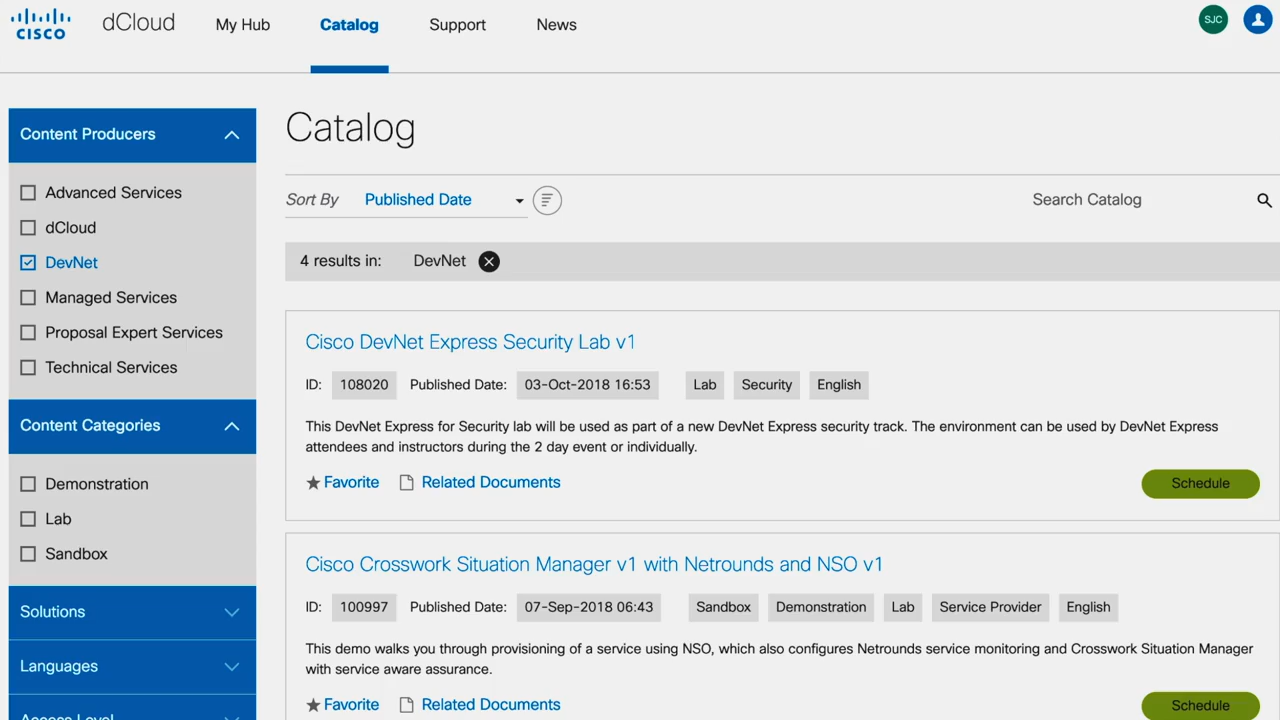 CISCO dCloud My Hub Catalog Support News SJC
Content Producers
Advanced Services
dCloud
DevNet
Managed Services
Proposal Expert Services
Technical Services
Content Categories
Demonstration
Lab
Sandbox
Solutions
Languages
Access Level
Catalog
Sort By Published Date Search Catalog
4 results in: DevNet
Cisco DevNet Express Security Lab v1
ID: 108020 Published Date: 03-Oct-2018 16:53 Lab Security English
This DevNet Express for Security lab will be used as part of a new DevNet Express security track. The environment can be used by DevNet Express
attendees and instructors during the 2 day event or individually.
Favorite Related Documents Schedule
Cisco Crosswork Situation Manager v1 with Netrounds and NSO v1
ID: 100997 Published Date: 07-Sep-2018 06:43 Sandbox Demonstration Lab Service Provider English
This demo walks you through provisioning of a service using NSO, which also configures Netrounds service monitoring and Crosswork Situation Manager
with service aware assurance.
Favorite Related Documents Schedule